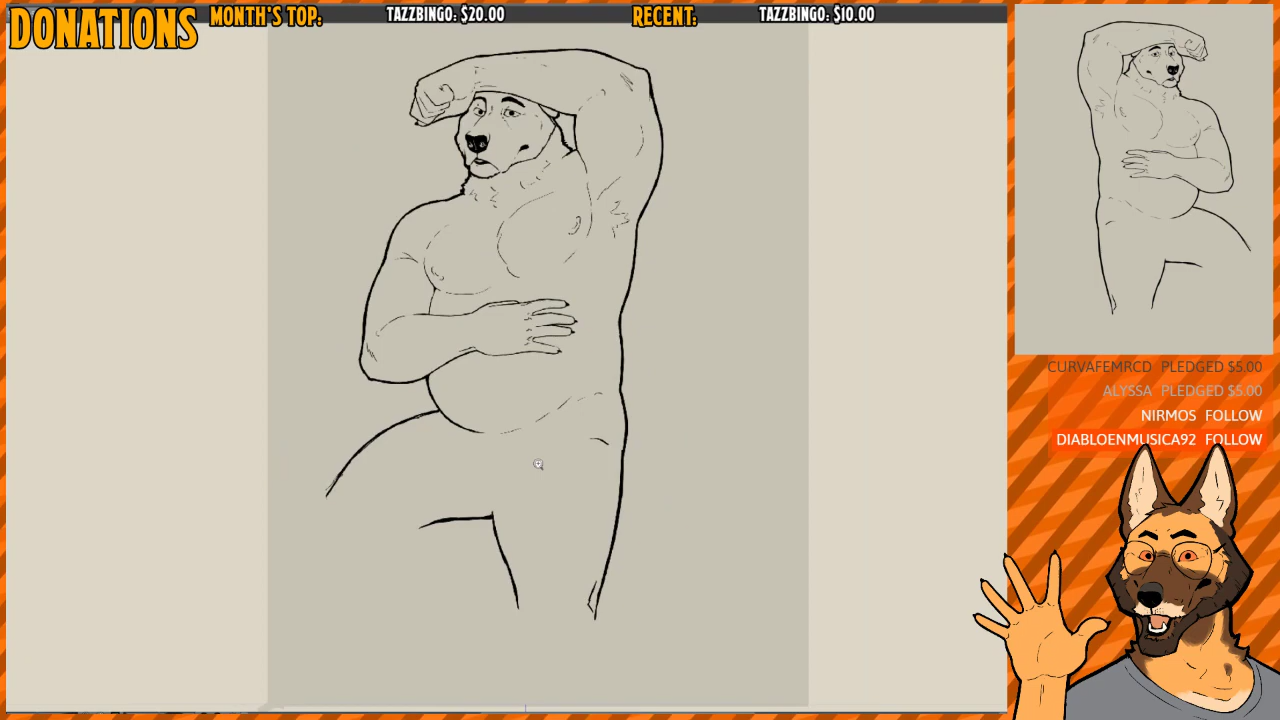 DONATIONS
MONTH'S TOP: TAZZBINGO: $20.00 RECENT: TAZZBINGO: $10.00
CURVAFEMRCD PLEDGED $5.00
ALYSSA PLEDGED $5.00
NIRMOS FOLLOW
DIABLOENMUSICA92 FOLLOW